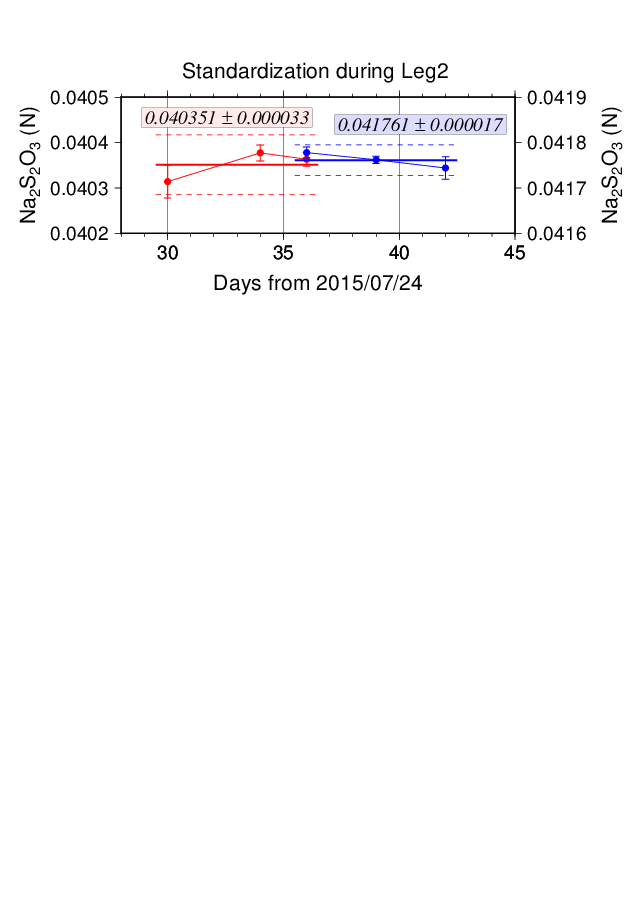 Standardization during Leg2
0.0405
0.0404
0.0403
0.0402
Na2S2O3 (N)
0.040351 ± 0.000033
0.041761 ± 0.000017
0.0419
0.0418
0.0417
0.0416
Na2S2O3 (N)
30 35 40 45
Days from 2015/07/24